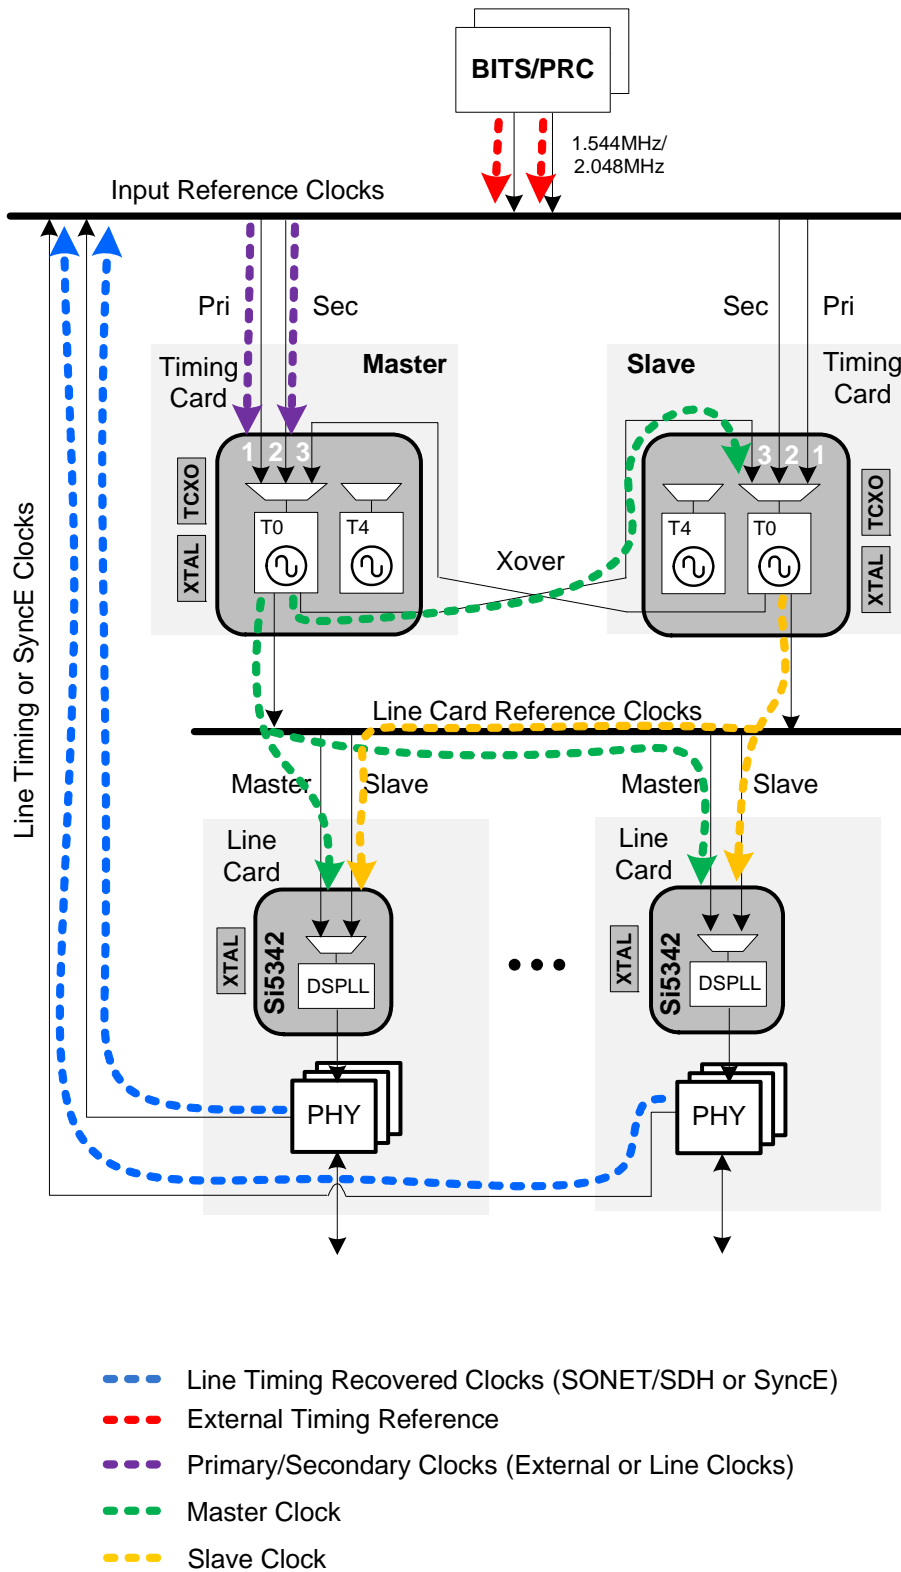 BITS/PRC
1.544MHz/
2.048MHz
Input Reference Clocks
Pri
Sec
Sec
Pri
Timing
Card
Master
Slave
Timing
Card
1 2 3
3 2 1
TCXO
XTAL
T0
T4
T4
T0
TCXO
XTAL
Xover
Line Timing or SyncE Clocks
Line Card Reference Clocks
Master
Slave
Master
Slave
Line
Card
Line
Card
XTAL
Si5342
DSPLL
XTAL
Si5342
DSPLL
PHY
PHY
Line Timing Recovered Clocks (SONET/SDH or SyncE)
External Timing Reference
Primary/Secondary Clocks (External or Line Clocks)
Master Clock
Slave Clock